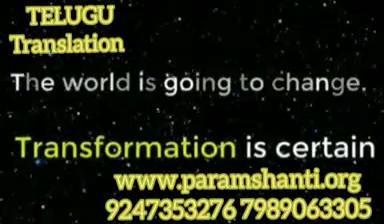 TELUGU
Translation
The world is going to change.
Transformation is certain
www.paramshanti.org
9247353276 7989063305